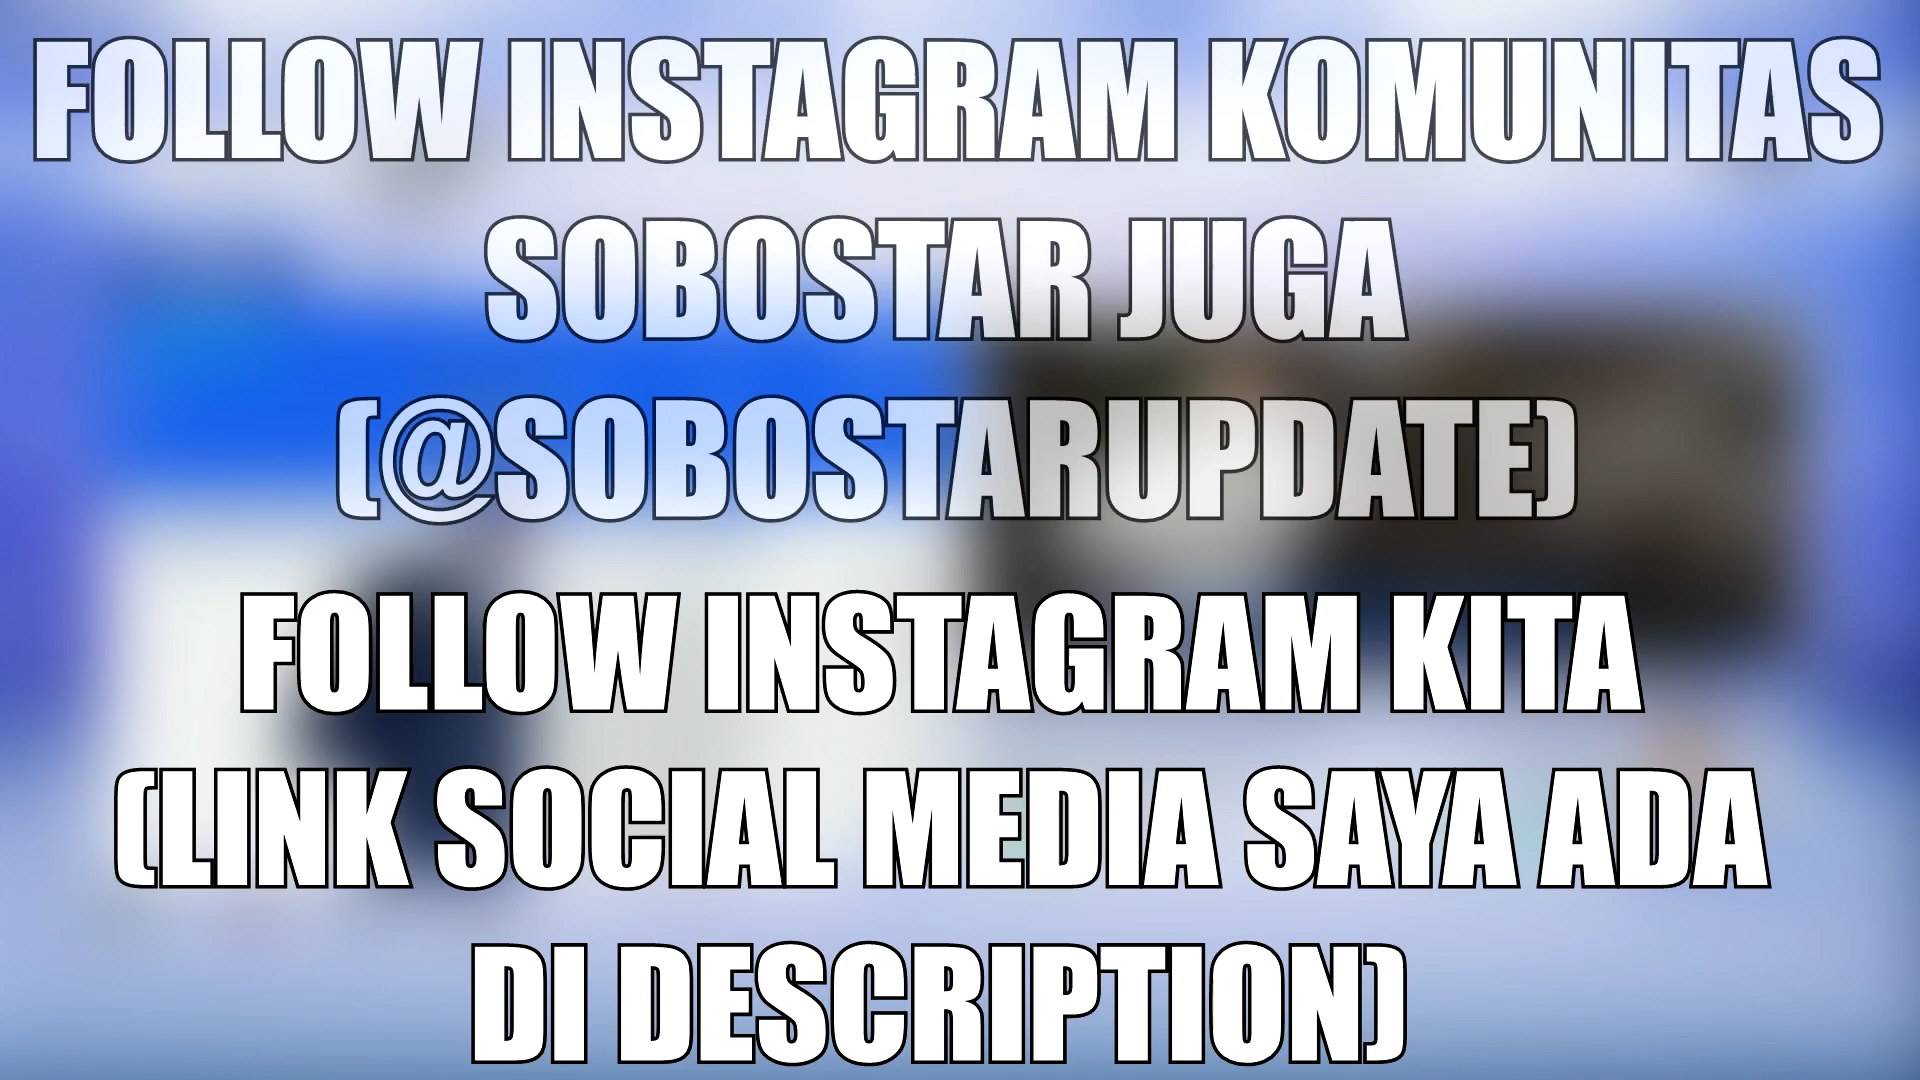 FOLLOW INSTAGRAM KOMUNITAS
SOBOSTAR JUGA
(@SOBOSTARUPDATE)
FOLLOW INSTAGRAM KITA
(LINK SOCIAL MEDIA SAYA ADA
DI DESCRIPTION)